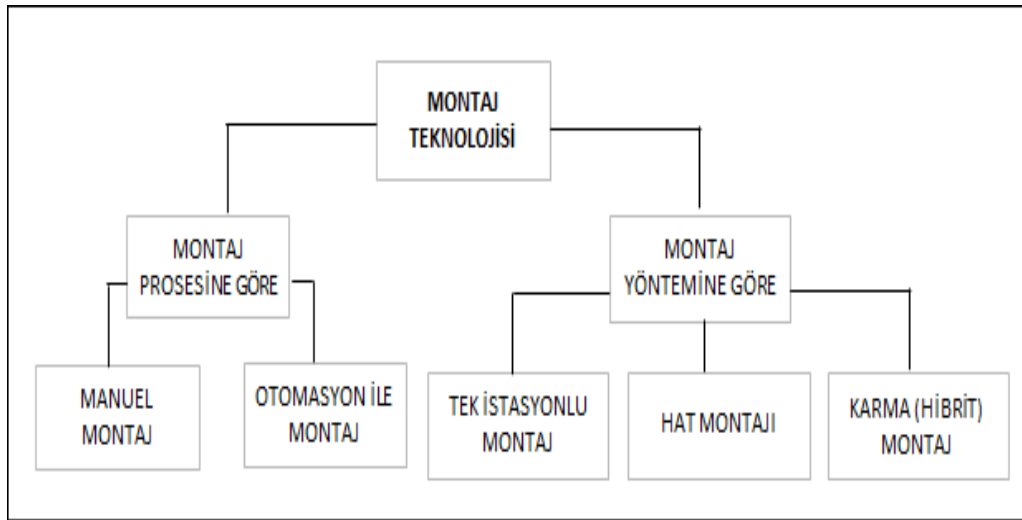 MONTAJ
TEKNOLOJİSİ
MONTAJ
PROSESİNE GÖRE
MONTAJ
YÖNTEMİNE GÖRE
MANUEL
MONTAJ
OTOMASYON İLE
MONTAJ
TEK İSTASYONLU
MONTAJ
HAT MONTAJI
KARMA (HİBRİT)
MONTAJ